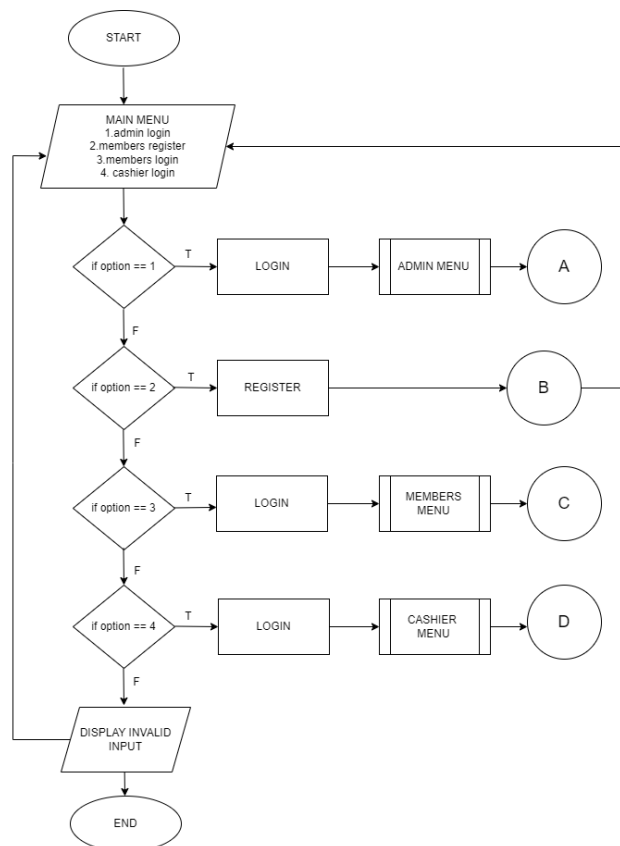 START
MAIN MENU
1.admin login
2.members register
3.members login
4. cashier login
if option == 1
T
LOGIN
ADMIN MENU
A
F
if option == 2
T
REGISTER
B
F
if option == 3
T
LOGIN
MEMBERS
MENU
C
F
if option == 4
T
LOGIN
CASHIER
MENU
D
F
DISPLAY INVALID
INPUT
END